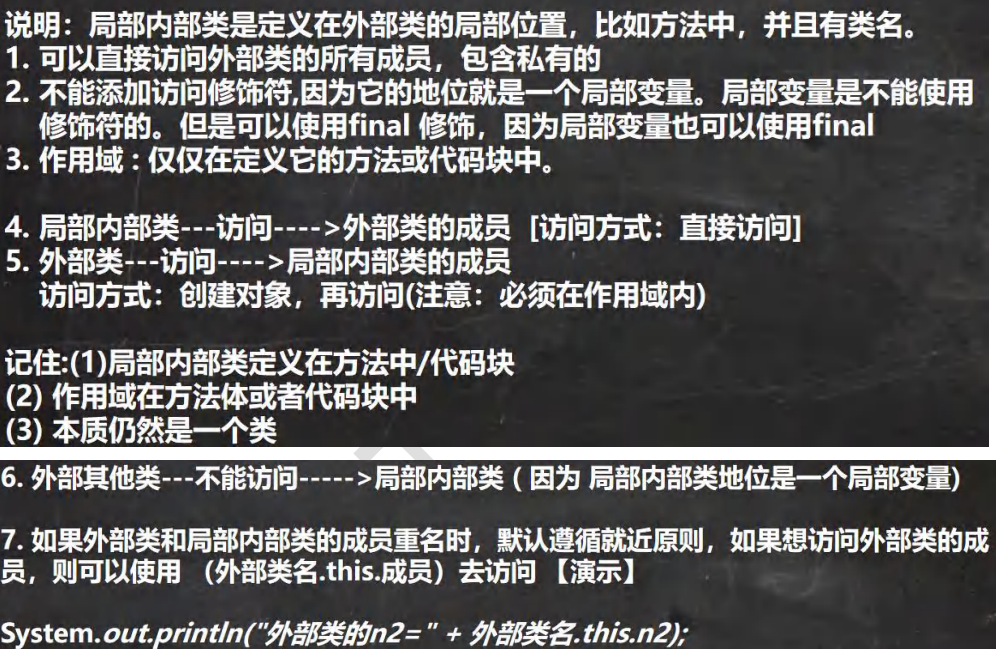 说明：局部内部类是定义在外部类的局部位置，比如方法中，并且有类名。
1. 可以直接访问外部类的所有成员，包含私有的
2. 不能添加访问修饰符,因为它的地位就是一个局部变量。局部变量是不能使用
修饰符的。但是可以使用final 修饰，因为局部变量也可以使用final
3. 作用域 : 仅仅在定义它的方法或代码块中。
4. 局部内部类---访问---->外部类的成员 [访问方式：直接访问]
5. 外部类---访问---->局部内部类的成员
访问方式：创建对象，再访问(注意：必须在作用域内)
记住:(1)局部内部类定义在方法中/代码块
(2) 作用域在方法体或者代码块中
(3) 本质仍然是一个类
6. 外部其他类---不能访问----->局部内部类 ( 因为 局部内部类地位是一个局部变量)
7. 如果外部类和局部内部类的成员重名时，默认遵循就近原则，如果想访问外部类的成
员，则可以使用 （外部类名.this.成员）去访问 【演示】
System.out.println("外部类的n2=" + 外部类名.this.n2);